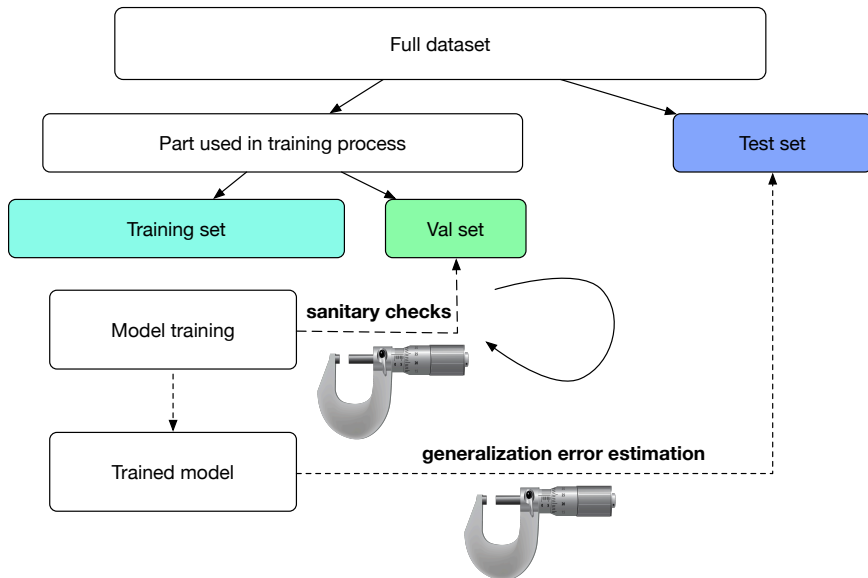 Full dataset
Part used in training process
Test set
Training set
Val set
sanitary checks
Model training
generalization error estimation
Trained model